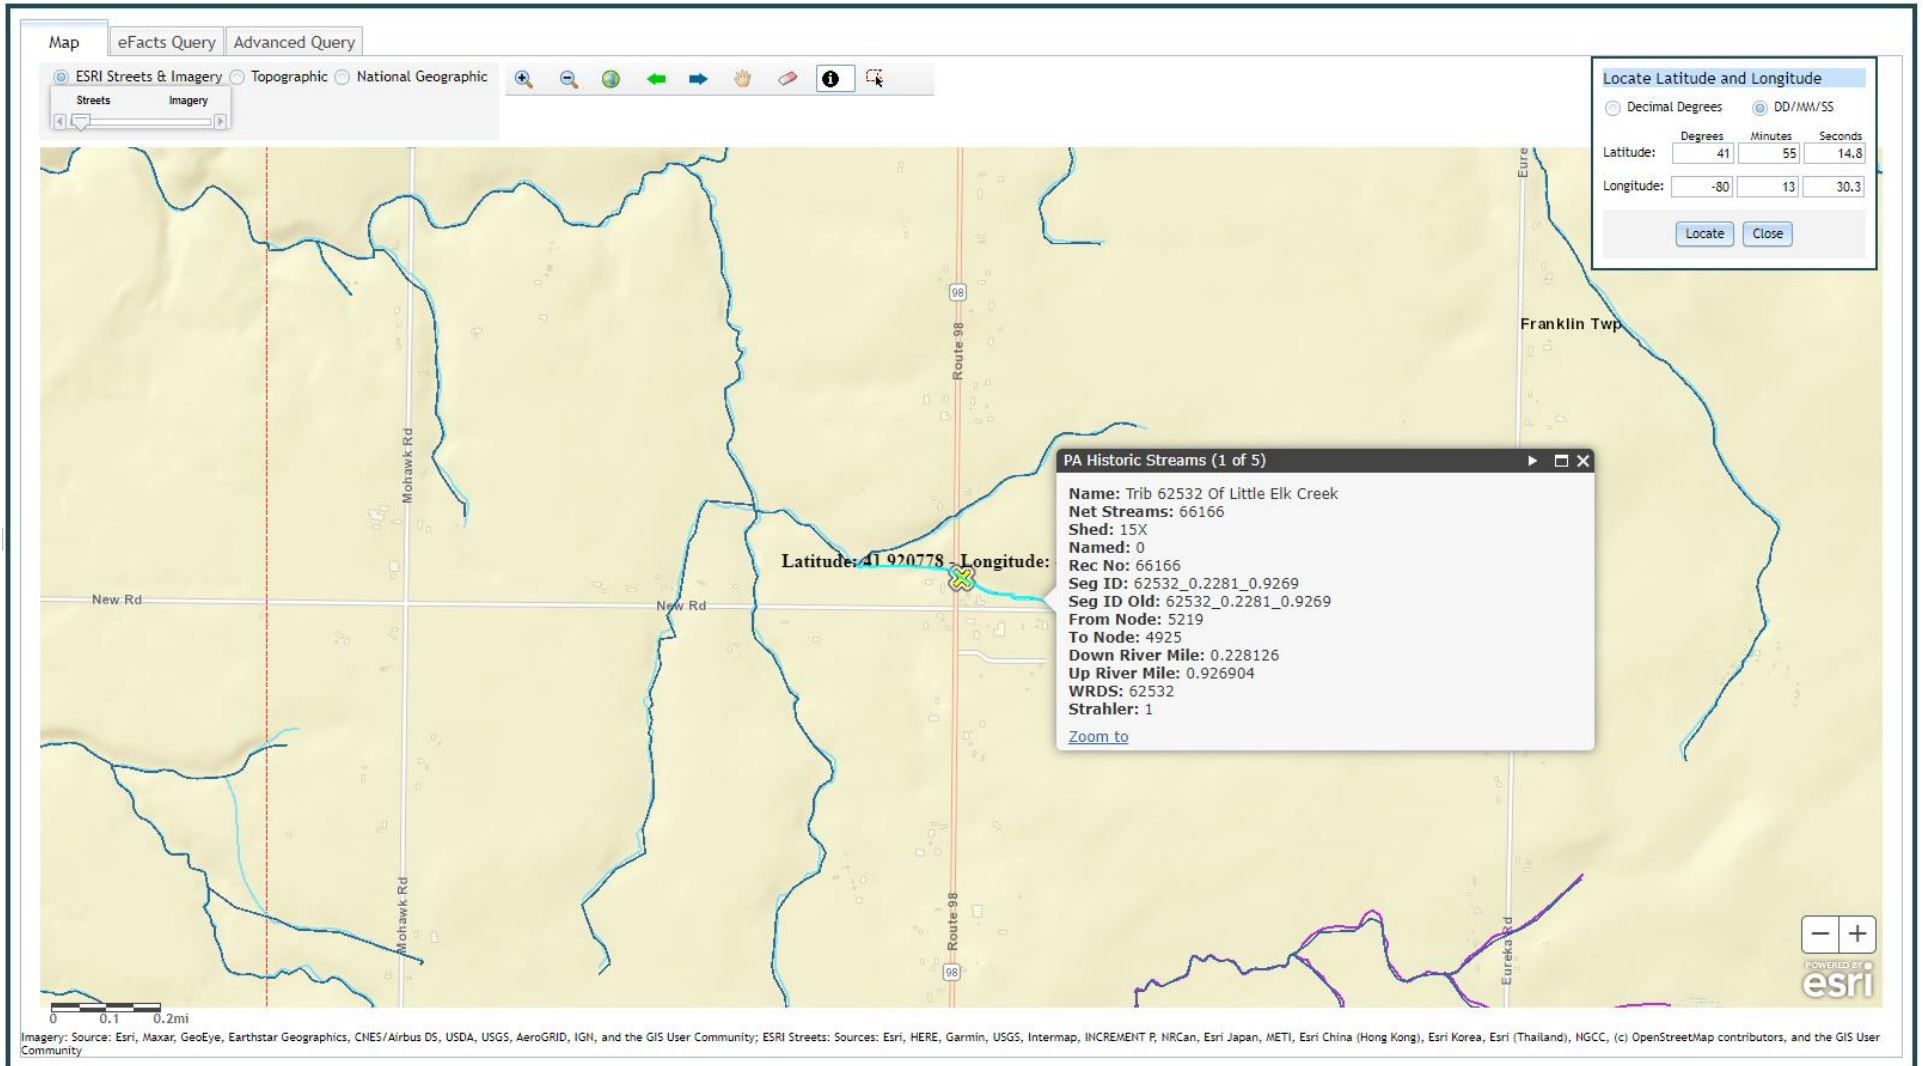 Map eFacts Query Advanced Query
ESRI Streets & Imagery Topographic National Geographic
Streets Imagery
Locate Latitude and Longitude
Decimal Degrees DD/MM/SS
Degrees Minutes Seconds
Latitude: 41 55 14.8
Longitude: -80 13 30.3
Locate Close
Eure
98
Route 98
Franklin Twp
Mohawk Rd
PA Historic Streams (1 of 5)
Name: Trib 62532 Of Little Elk Creek
Net Streams: 66166
Shed: 15X
Named: 0
Rec No: 66166
Seg ID: 62532_0.2281_0.9269
Seg ID Old: 62532_0.2281_0.9269
From Node: 5219
To Node: 4925
Down River Mile: 0.228126
Up River Mile: 0.926904
WRDS: 62532
Strahler: 1
Zoom to
Latitude: 41.920778 - Longitude:
New Rd
New Rd
Mohawk Rd
Route 98
98
Eureka Rd
POWERED BY
esri
0 0.1 0.2mi
Imagery: Source: Esri, Maxar, GeoEye, Earthstar Geographics, CNES/Airbus DS, USDA, USGS, AeroGRID, IGN, and the GIS User Community; ESRI Streets: Sources: Esri, HERE, Garmin, USGS, Intermap, INCREMENT P, NRCan, Esri Japan, METI, Esri China (Hong Kong), Esri Korea, Esri (Thailand), NGCC, (c) OpenStreetMap contributors, and the GIS User
Community